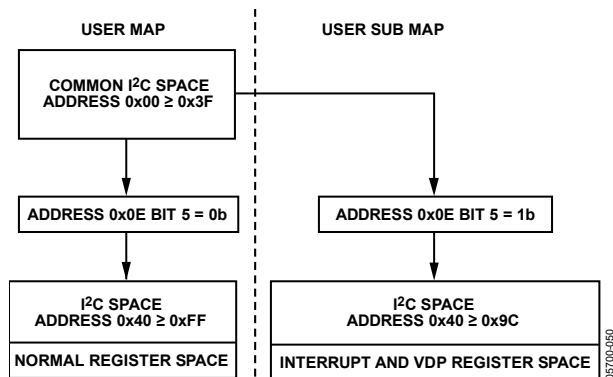 USER MAP
USER SUB MAP
COMMON I²C SPACE
ADDRESS 0x00 ≥ 0x3F
ADDRESS 0x0E BIT 5 = 0b
ADDRESS 0x0E BIT 5 = 1b
I²C SPACE
ADDRESS 0x40 ≥ 0xFF
NORMAL REGISTER SPACE
I²C SPACE
ADDRESS 0x40 ≥ 0x9C
INTERRUPT AND VDP REGISTER SPACE
05700-050